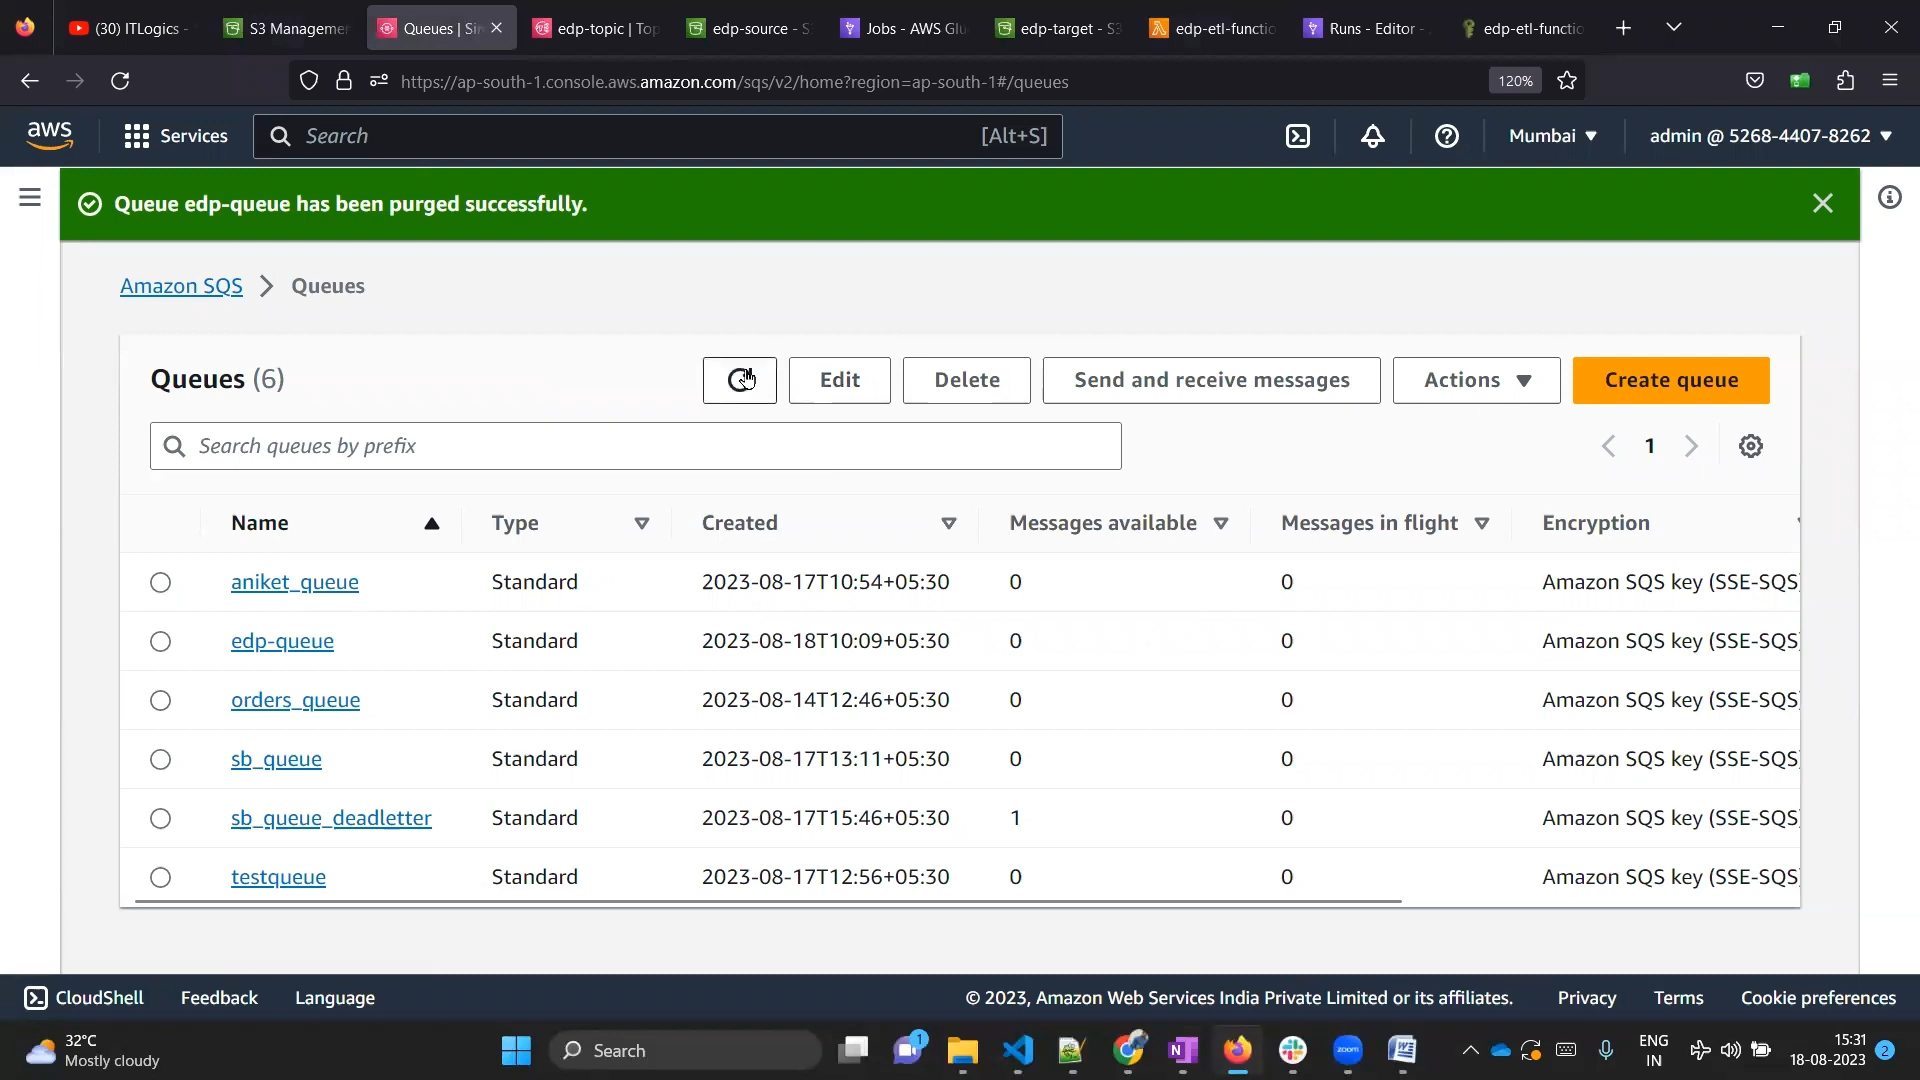 (30) ITLogics -
S3 Managemen
Queues | Sim
edp-topic | Top
edp-source - S
Jobs - AWS Glu
edp-target - S3
edp-etl-functio
Runs - Editor -
edp-etl-functio
https://ap-south-1.console.aws.amazon.com/sqs/v2/home?region=ap-south-1#/queues
120%
aws
Services
Search
[Alt+S]
Mumbai
admin @ 5268-4407-8262
Queue edp-queue has been purged successfully.
Amazon SQS
Queues
Queues (6)
Edit
Delete
Send and receive messages
Actions
Create queue
Search queues by prefix
1
Name Type Created Messages available Messages in flight Encryption
aniket_queue Standard 2023-08-17T10:54+05:30 0 0 Amazon SQS key (SSE-SQS)
edp-queue Standard 2023-08-18T10:09+05:30 0 0 Amazon SQS key (SSE-SQS)
orders_queue Standard 2023-08-14T12:46+05:30 0 0 Amazon SQS key (SSE-SQS)
sb_queue Standard 2023-08-17T13:11+05:30 0 0 Amazon SQS key (SSE-SQS)
sb_queue_deadletter Standard 2023-08-17T15:46+05:30 1 0 Amazon SQS key (SSE-SQS)
testqueue Standard 2023-08-17T12:56+05:30 0 0 Amazon SQS key (SSE-SQS)
CloudShell
Feedback
Language
© 2023, Amazon Web Services India Private Limited or its affiliates.
Privacy
Terms
Cookie preferences
32°C
Mostly cloudy
Search
1
N
zoom
W
ENG
IN
15:31
18-08-2023
2